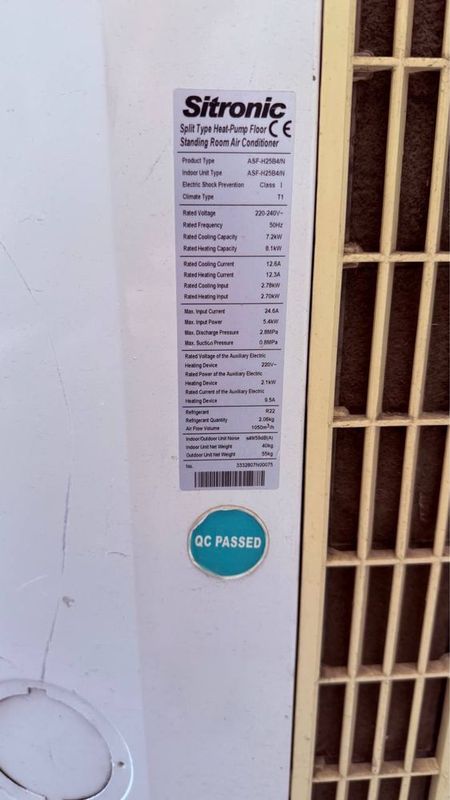 Sitronic
Split Type Heat-Pump Floor CE
Standing Room Air Conditioner
Product Type ASF-H25B4/N
Indoor Unit Type ASF-H25B4/N
Electric Shock Prevention Class I
Climate Type T1
Rated Voltage 220-240V~
Rated Frequency 50Hz
Rated Cooling Capacity 7.2kW
Rated Heating Capacity 8.1kW
Rated Cooling Current 12.6A
Rated Heating Current 12.3A
Rated Cooling Input 2.78kW
Rated Heating Input 2.70kW
Max. Input Current 24.6A
Max. Input Power 5.4kW
Max. Discharge Pressure 2.8MPa
Max. Suction Pressure 0.8MPa
Rated Voltage of the Auxiliary Electric
Heating Device 220V~
Rated Power of the Auxiliary Electric
Heating Device 2.1kW
Rated Current of the Auxiliary Electric
Heating Device 9.5A
Refrigerant R22
Refrigerant Quantity 2.06kg
Air Flow Volume 1050m³/h
Indoor/Outdoor Unit Noise ≤49/59dB(A)
Indoor Unit Net Weight 40kg
Outdoor Unit Net Weight 55kg
No. 3332807N00075
QC PASSED